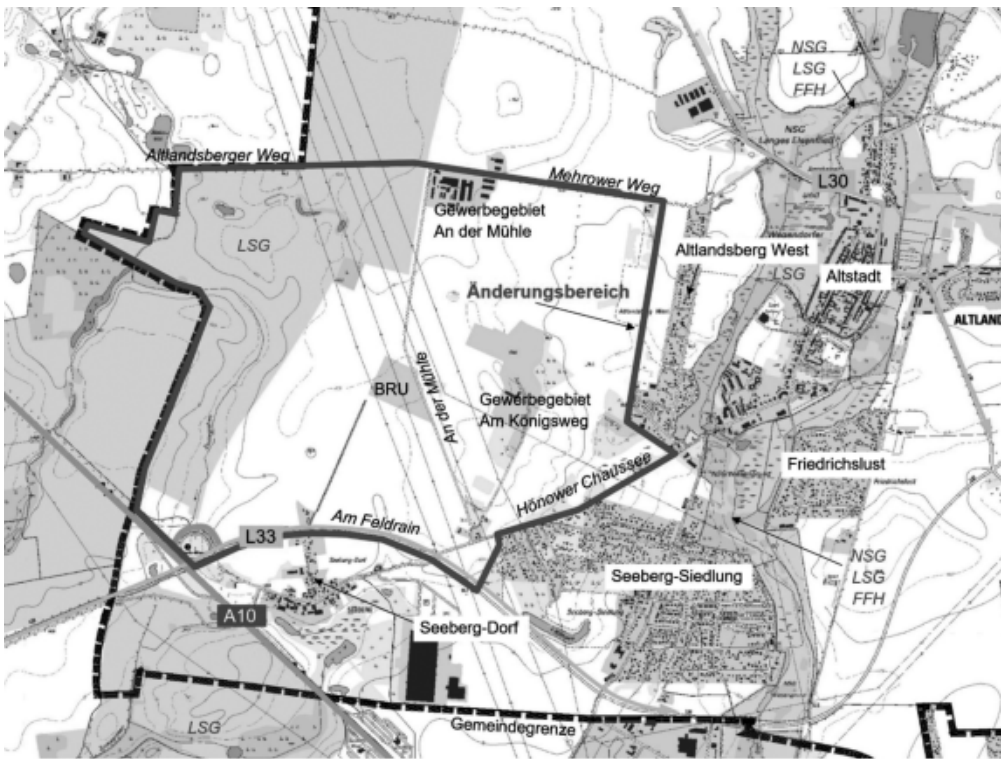 NSG
LSG
FFH
NSG
Altlandsberger Weg
Mehrower Weg
L30
Gewerbegebiet
An der Mühle
LSG
Altlandsberg West
LSG
Altstadt
Änderungsbereich
ALTLAND
BRU
An der Mühle
Gewerbegebiet
Am Königsweg
Friedrichslust
Hönower Chaussee
Am Feldrain
L33
NSG
LSG
FFH
Seeberg-Siedlung
A10
Seeberg-Dorf
Gemeindegrenze
LSG